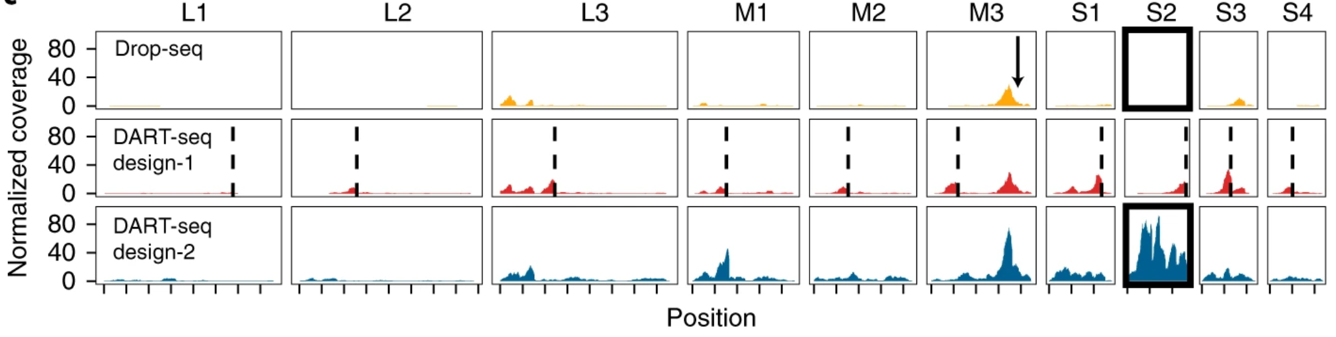 L1 L2 L3 M1 M2 M3 S1 S2 S3 S4
Normalized coverage
80
40
0
Drop-seq
80
40
0
DART-seq
design-1
80
40
0
DART-seq
design-2
Position